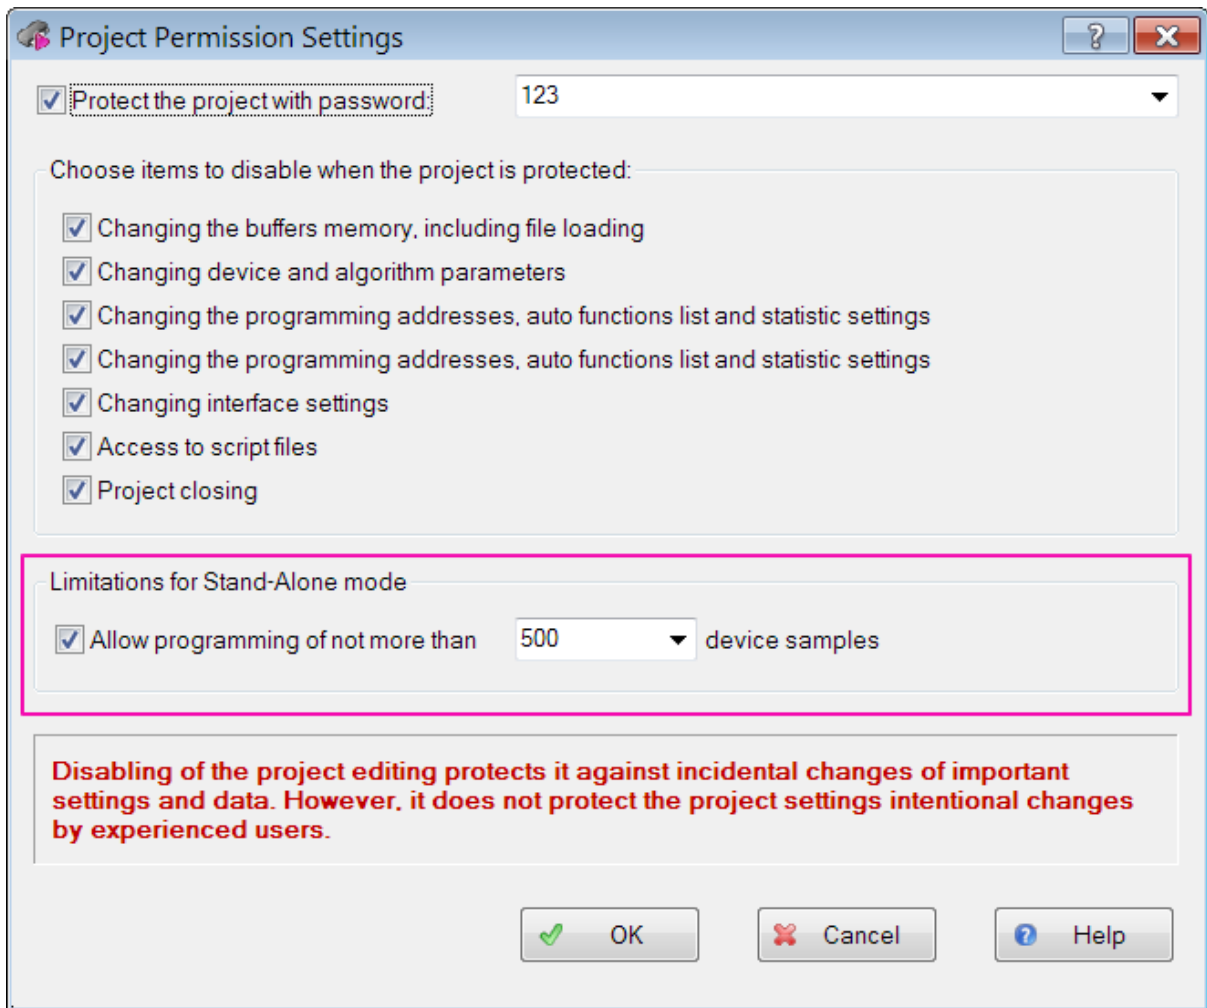 Project Permission Settings
Protect the project with password: 123
Choose items to disable when the project is protected:
Changing the buffers memory, including file loading
Changing device and algorithm parameters
Changing the programming addresses, auto functions list and statistic settings
Changing the programming addresses, auto functions list and statistic settings
Changing interface settings
Access to script files
Project closing
Limitations for Stand-Alone mode
Allow programming of not more than 500 device samples
Disabling of the project editing protects it against incidental changes of important
settings and data. However, it does not protect the project settings intentional changes
by experienced users.
OK Cancel Help